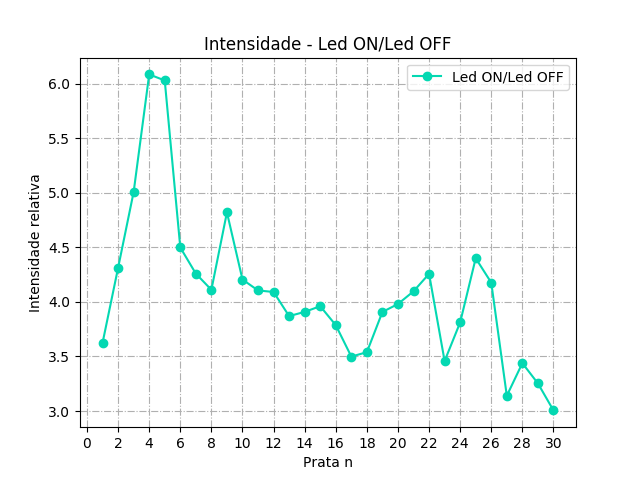 Intensidade - Led ON/Led OFF
Led ON/Led OFF
Intensidade relativa
6.0
5.5
5.0
4.5
4.0
3.5
3.0
0 2 4 6 8 10 12 14 16 18 20 22 24 26 28 30
Prata n